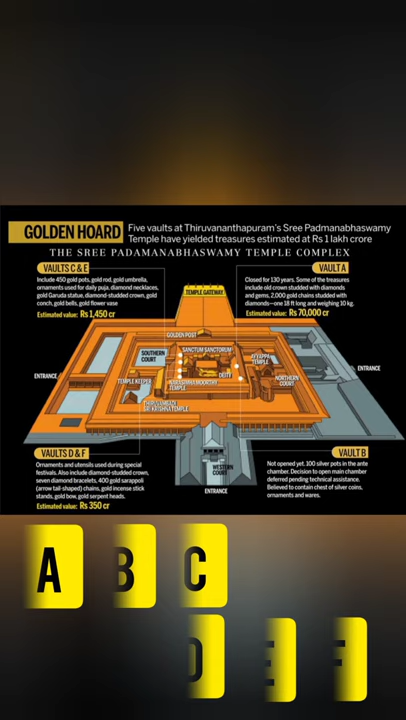 GOLDEN HOARD
Five vaults at Thiruvananthapuram's Sree Padmanabhaswamy
Temple have yielded treasures estimated at Rs 1 lakh crore
THE SREE PADAMANABHASWAMY TEMPLE COMPLEX
VAULTS C & E
Include 450 gold pots, gold rod, gold umbrella,
ornaments used for daily puja, diamond necklaces,
gold Garuda statue, diamond-studded crown, gold
conch, gold bells, gold flower vase
Estimated value: Rs 1,450 cr
VAULT A
Closed for 130 years. Some of the treasures
include old crown studded with diamonds
and gems, 2,000 gold chains studded with
diamonds—one 18 ft long and weighing 10 kg.
Estimated value: Rs 70,000 cr
TEMPLE GATEWAY
GOLDEN POST
SANCTUM SANCTORUM
SOUTHERN
COURT
AYYAPPA
TEMPLE
ENTRANCE
ENTRANCE
TEMPLE KEEPER
NARASIMHAMOORTHY
TEMPLE
DEITY
NORTHERN
COURT
SRI KRISHNA TEMPLE
WESTERN
COURT
ENTRANCE
VAULTS D & F
Ornaments and utensils used during special
festivals. Also include diamond-studded crown,
seven diamond bracelets, 400 gold sarappoli
(arrow tail-shaped) chains, gold incense stick
stands, gold bow, gold serpent heads.
Estimated value: Rs 350 cr
VAULT B
Not opened yet. 100 silver pots in the ante
chamber. Decision to open main chamber
deferred pending technical assistance.
Believed to contain chest of silver coins,
ornaments and wares.
A B C
D E F